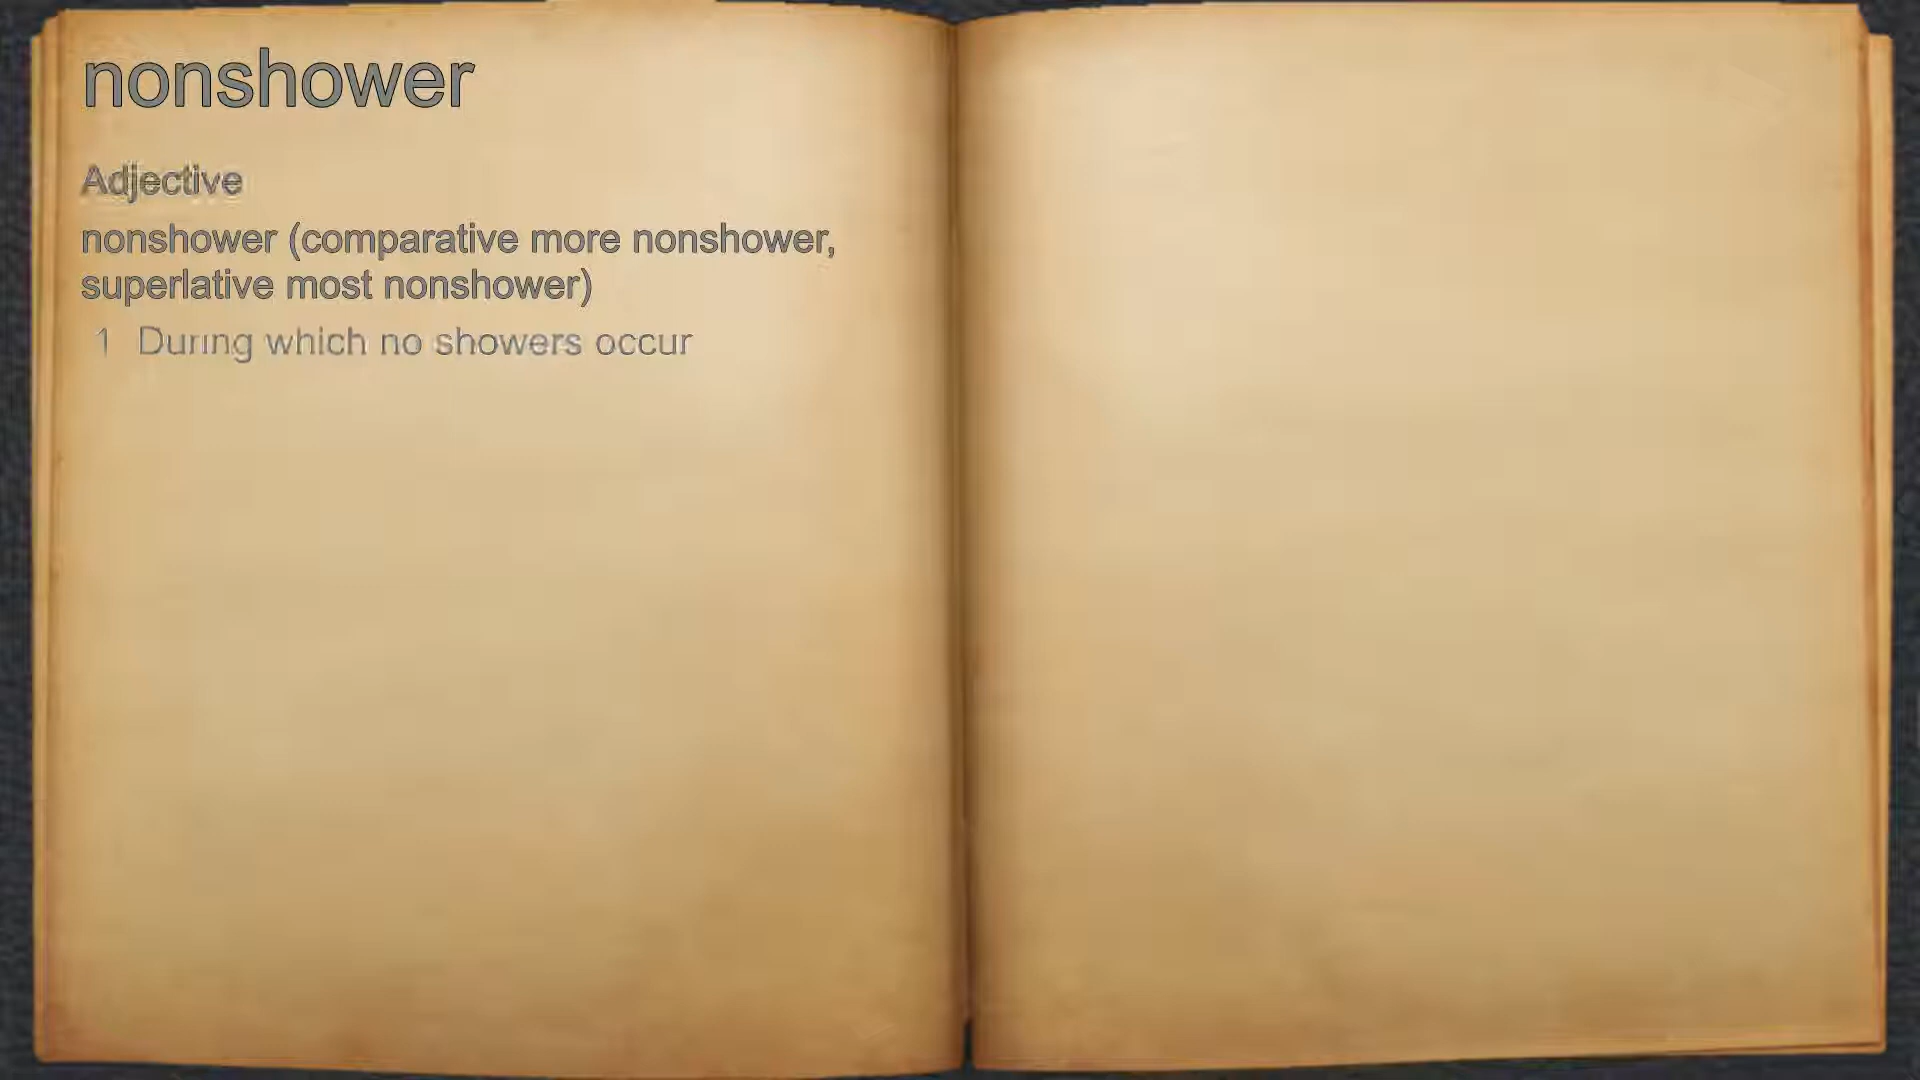 nonshower
Adjective
nonshower (comparative more nonshower,
superlative most nonshower)
1 During which no showers occur